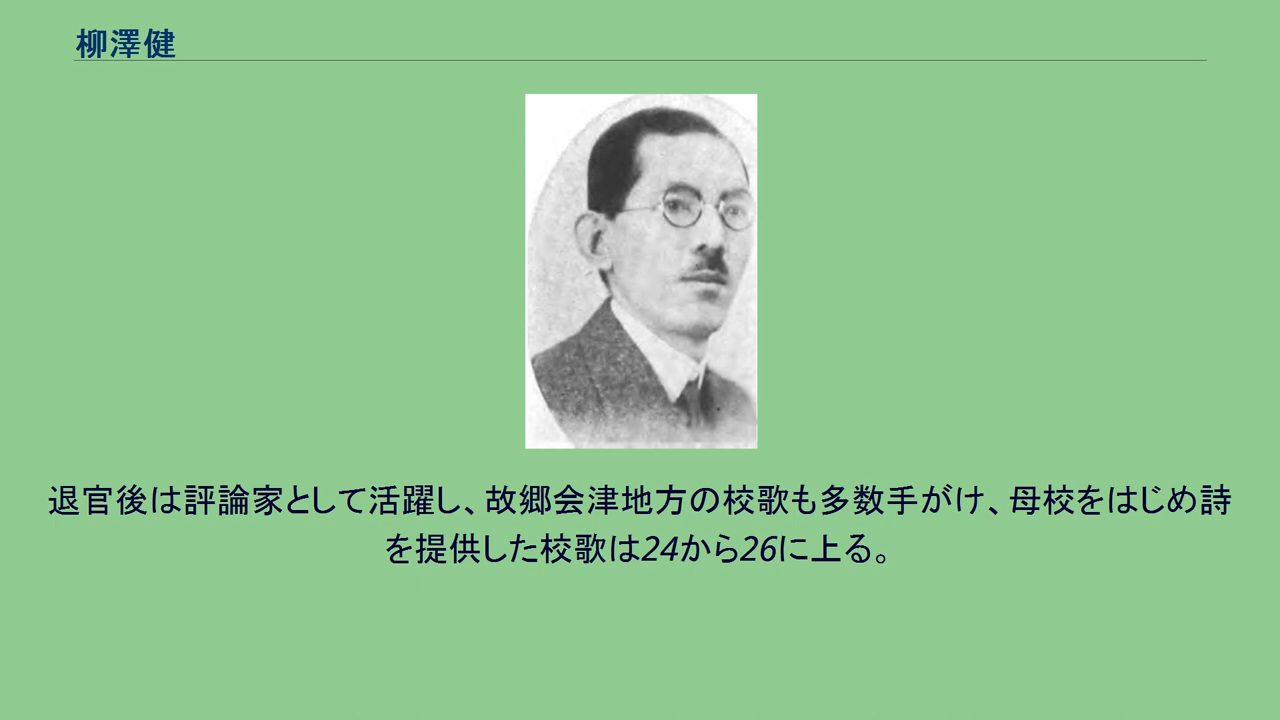 柳澤健
退官後は評論家として活躍し、故郷会津地方の校歌も多数手がけ、母校をはじめ詩
を提供した校歌は24から26に上る。